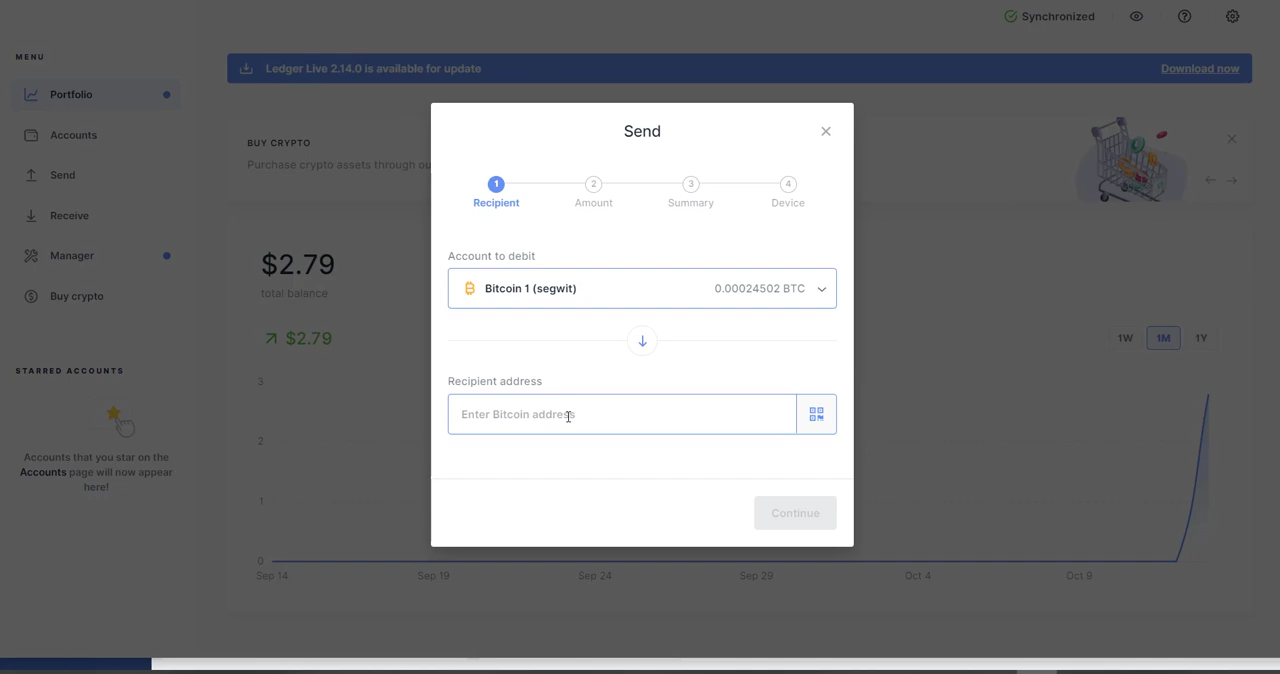 Synchronized
MENU
Ledger Live 2.14.0 is available for update
Download now
Portfolio
Accounts
Send
Receive
Manager
Buy crypto
STARRED ACCOUNTS
Accounts that you star on the
Accounts page will now appear
here!
BUY CRYPTO
Purchase crypto assets through ou
$2.79
total balance
$2.79
1W
1M
1Y
3
2
1
0
Sep 14
Sep 19
Sep 24
Sep 29
Oct 4
Oct 9
Send
1
2
3
4
Recipient
Amount
Summary
Device
Account to debit
Bitcoin 1 (segwit)
0.00024502 BTC
Recipient address
Enter Bitcoin address
Continue